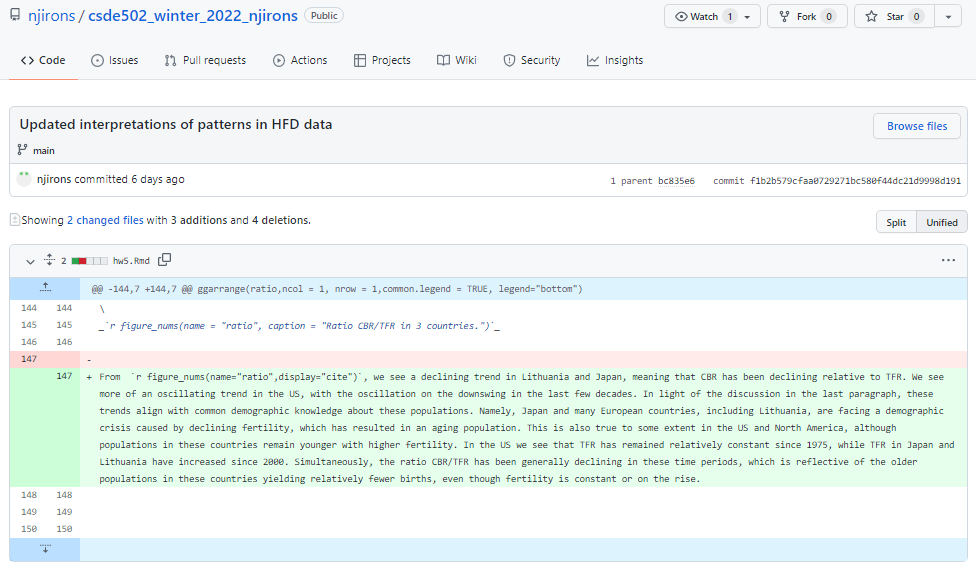 njirons / csde502_winter_2022_njirons Public
Watch 1 Fork 0 Star 0
Code Issues Pull requests Actions Projects Wiki Security Insights
Updated interpretations of patterns in HFD data
Browse files
main
njirons committed 6 days ago
1 parent bc835e6 commit f1b2b579cfaa0729271bc580f44dc21d9998d191
Showing 2 changed files with 3 additions and 4 deletions.
Split Unified
2 hw5.Rmd
@@ -144,7 +144,7 @@ ggarrange(ratio,ncol = 1, nrow = 1,common.legend = TRUE, legend="bottom")
144 144 \
145 145 _`r figure_nums(name = "ratio", caption = "Ratio CBR/TFR in 3 countries.")`_
146 146
147 -
147 + From `r figure_nums(name="ratio",display="cite")`, we see a declining trend in Lithuania and Japan, meaning that CBR has been declining relative to TFR. We see
more of an oscillating trend in the US, with the oscillation on the downswing in the last few decades. In light of the discussion in the last paragraph, these
trends align with common demographic knowledge about these populations. Namely, Japan and many European countries, including Lithuania, are facing a demographic
crisis caused by declining fertility, which has resulted in an aging population. This is also true to some extent in the US and North America, although
populations in these countries remain younger with higher fertility. In the US we see that TFR has remained relatively constant since 1975, while TFR in Japan and
Lithuania have increased since 2000. Simultaneously, the ratio CBR/TFR has been generally declining in these time periods, which is reflective of the older
populations in these countries yielding relatively fewer births, even though fertility is constant or on the rise.
148 148
149 149
150 150